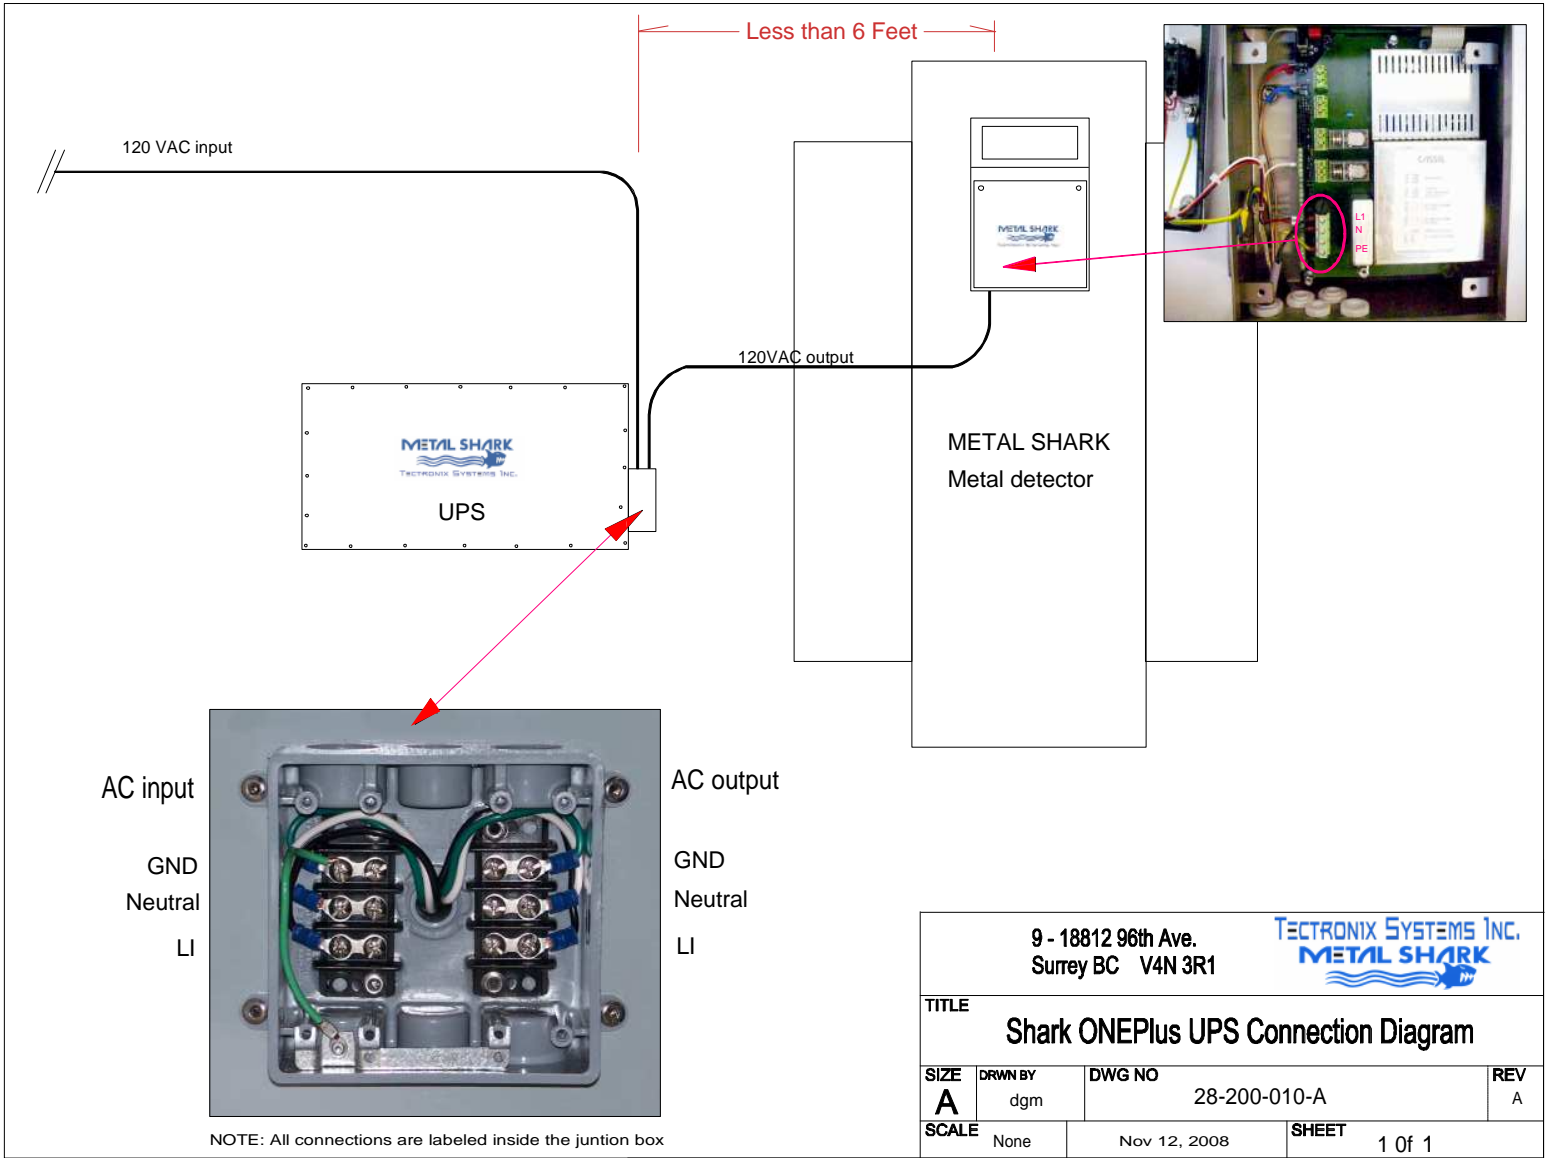 Less than 6 Feet
120 VAC input
L1
N
PE
METAL SHARK
120VAC output
METAL SHARK
TECTRONIX SYSTEMS INC.
UPS
METAL SHARK
Metal detector
AC input
AC output
GND
GND
Neutral
Neutral
LI
LI
NOTE: All connections are labeled inside the juntion box
9 - 18812 96th Ave.
Surrey BC V4N 3R1
TECTRONIX SYSTEMS INC.
METAL SHARK
TITLE
Shark ONEPlus UPS Connection Diagram
SIZE
A
DRWN BY
dgm
DWG NO
28-200-010-A
REV
A
SCALE
None
Nov 12, 2008
SHEET
1 Of 1